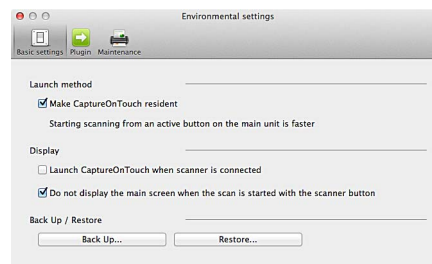 Environmental settings
Basic settings Plugin Maintenance
Launch method
Make CaptureOnTouch resident
Starting scanning from an active button on the main unit is faster
Display
Launch CaptureOnTouch when scanner is connected
Do not display the main screen when the scan is started with the scanner button
Back Up / Restore
Back Up... Restore...